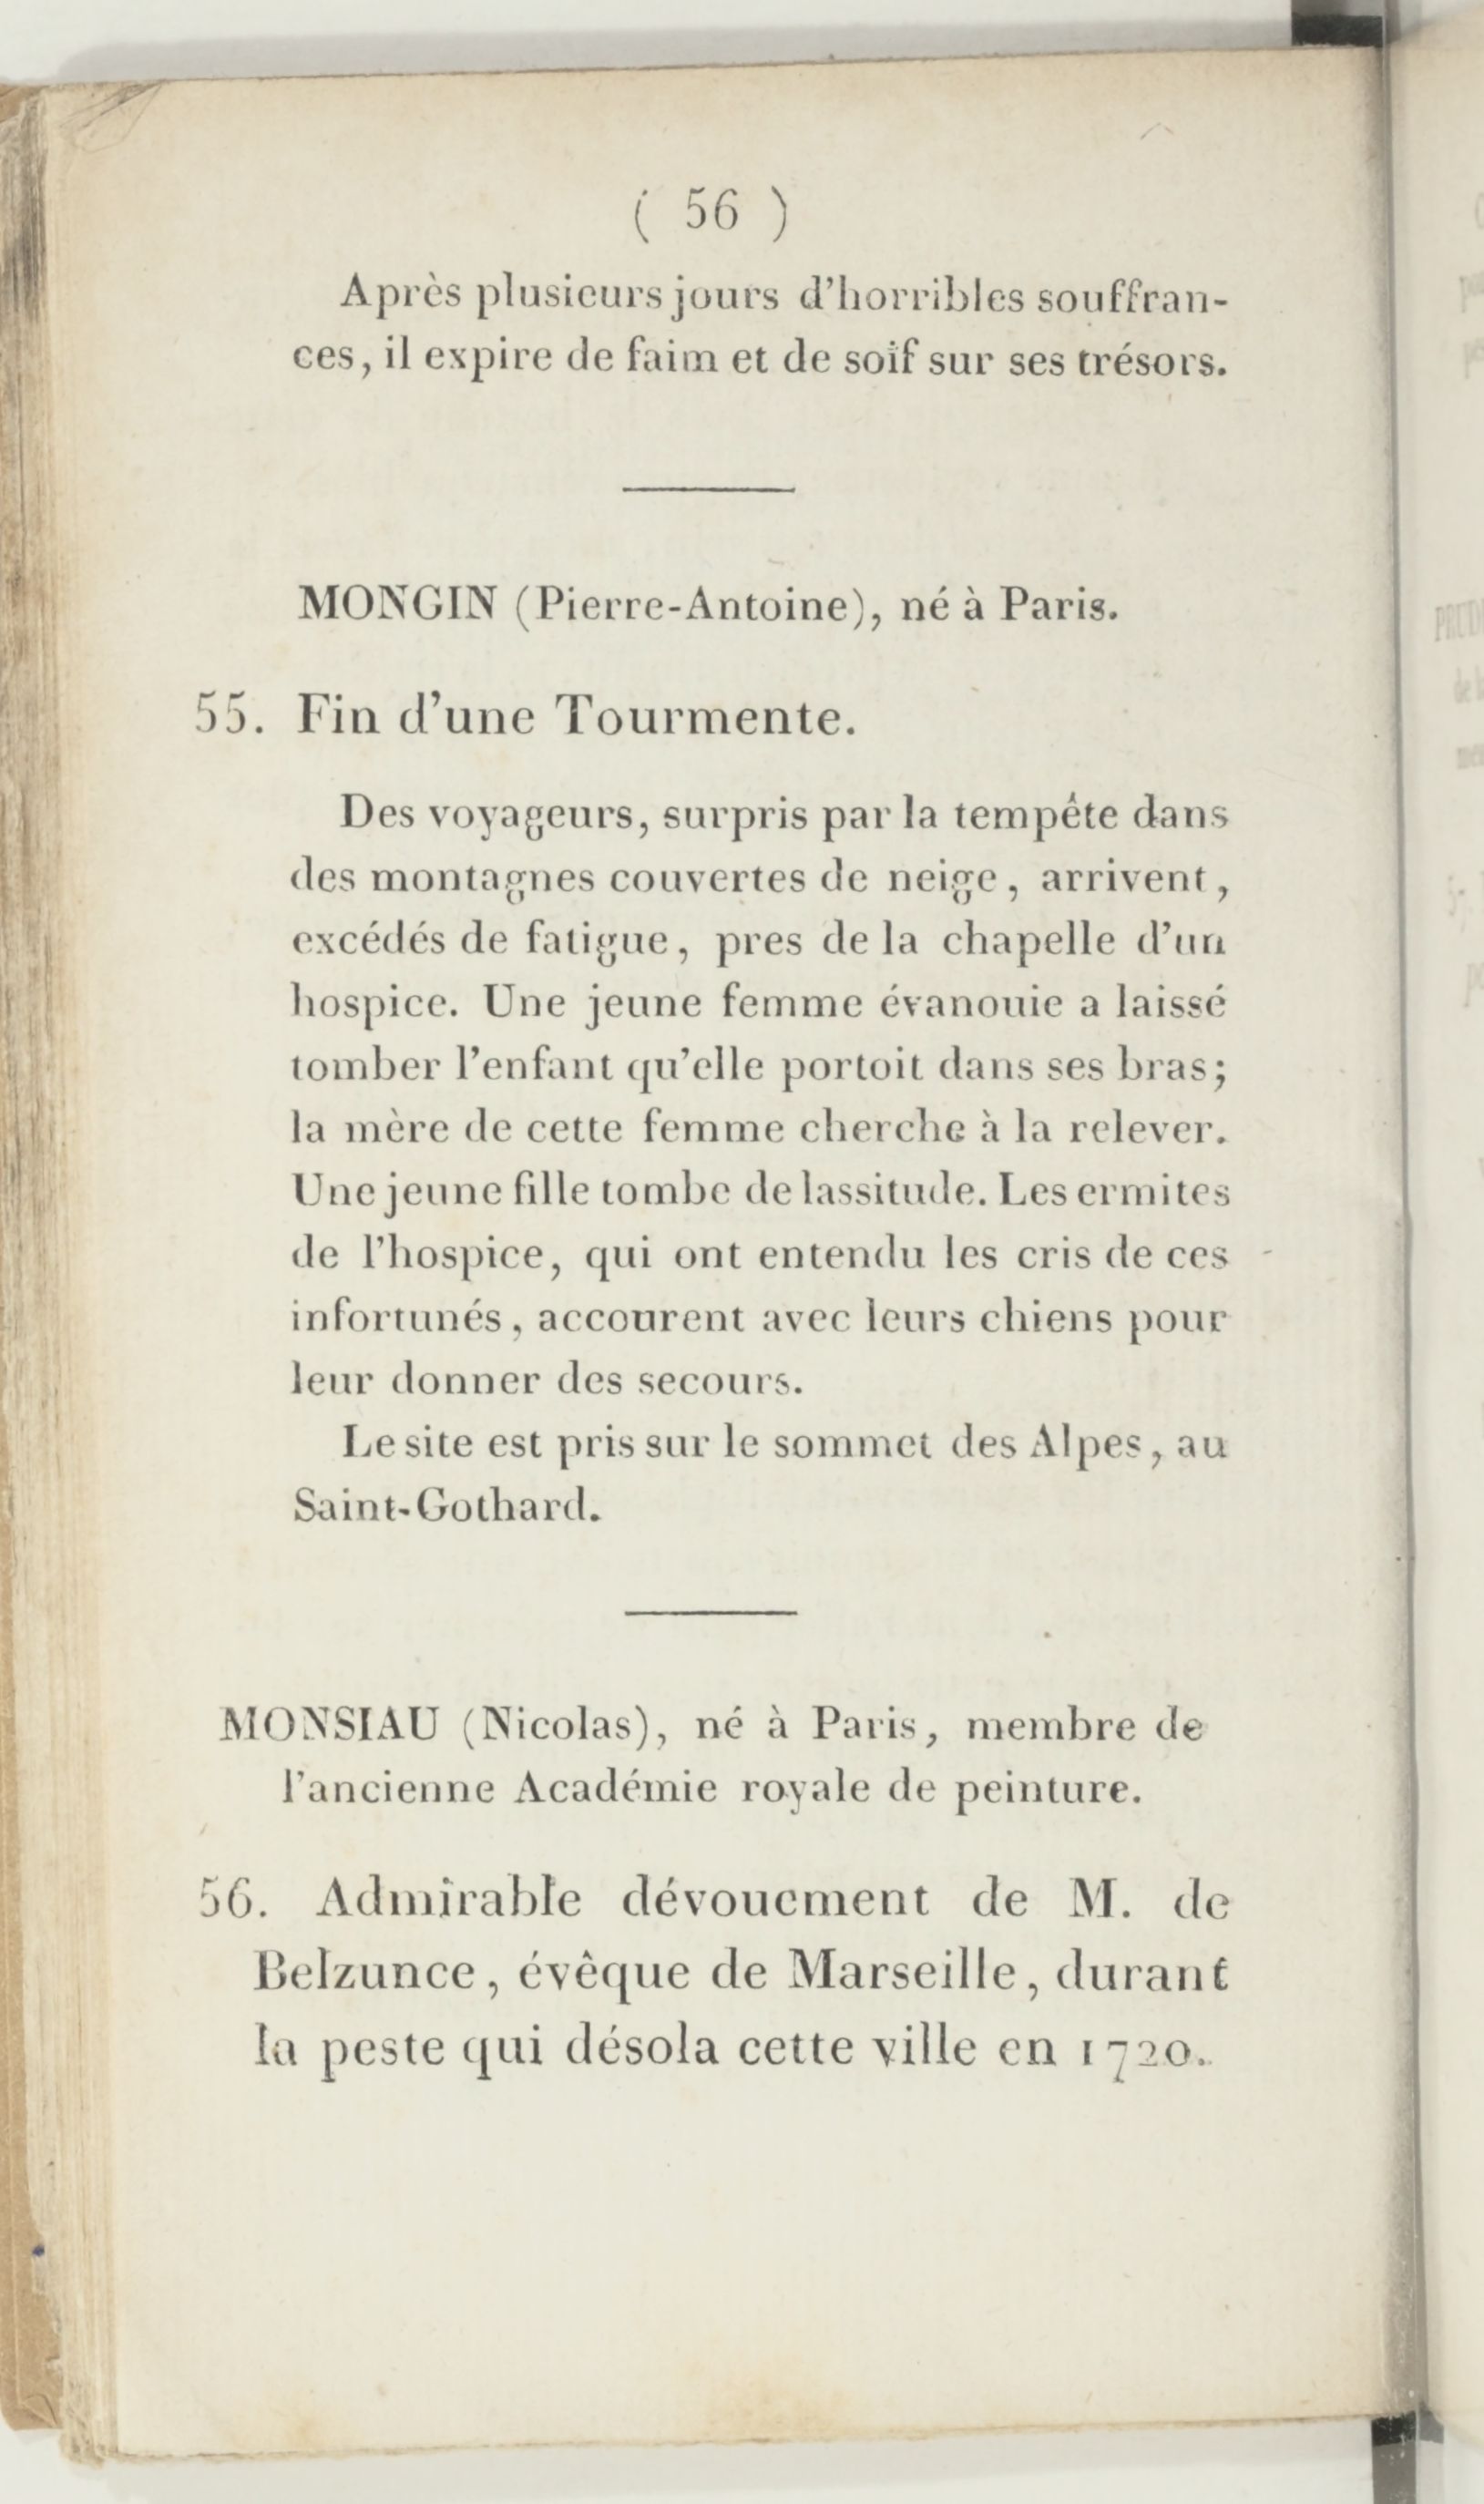 ( 56 )
Après plusieurs jours d'horribles souffran-
ces, il expire de faim et de soif sur ses trésors.
MONGIN (Pierre-Antoine), né à Paris.
55. Fin d'une Tourmente.
Des voyageurs, surpris par la tempête dans
des montagnes couvertes de neige, arrivent,
excédés de fatigue, pres de la chapelle d'un
hospice. Une jeune femme évanouie a laissé
tomber l'enfant qu'elle portoit dans ses bras;
la mère de cette femme cherche à la relever.
Une jeune fille tombe de lassitude. Les ermites
de l'hospice, qui ont entendu les cris de ces
infortunés, accourent avec leurs chiens pour
leur donner des secours.
Le site est pris sur le sommet des Alpes, au
Saint-Gothard.
MONSIAU (Nicolas), né à Paris, membre de
l'ancienne Académie royale de peinture.
56. Admirable dévouement de M. de
Belzunce, évêque de Marseille, durant
la peste qui désola cette ville en 1720.